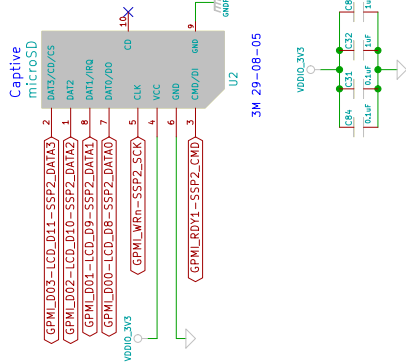 Captive
microSD
DAT3/CD/CS
DAT2
DAT1/IRQ
DAT0/DO
CD
CLK
VCC
GND
GND
CMD/DI
U2
3M 29-08-05
10
9
2
1
8
7
5
4
6
3
GPMI_D03-LCD_D11-SSP2_DATA3
GPMI_D02-LCD_D10-SSP2_DATA2
GPMI_D01-LCD_D9-SSP2_DATA1
GPMI_D00-LCD_D8-SSP2_DATA0
GPMI_WRn-SSP2_SCK
GPMI_RDY1-SSP2_CMD
VDDIO_3V3
VDDIO_3V3
C32
1uF
C31
0.1uF
C84
0.1uF